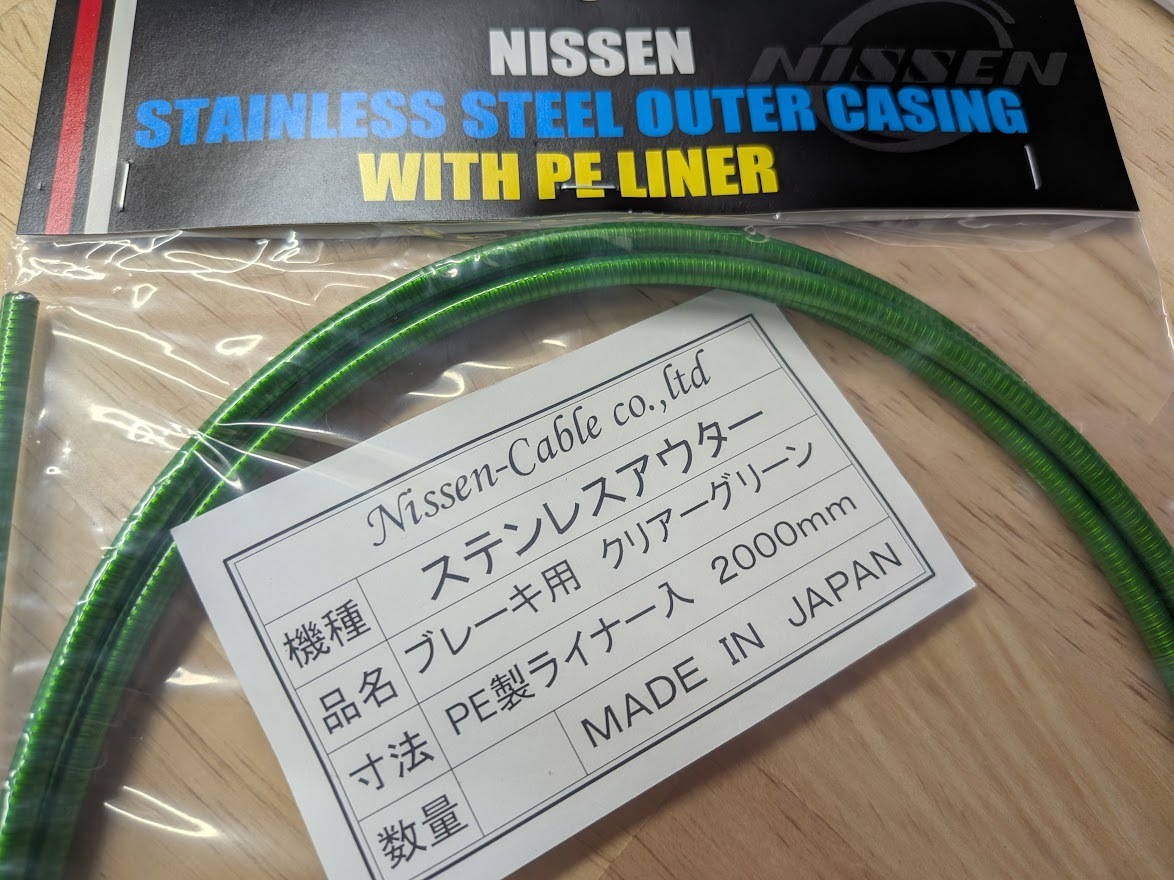 NISSEN
NISSEN
STAINLESS STEEL OUTER CASING
WITH PE LINER
Nissen-Cable co.,ltd
機種 ステンレスアウター
品名 ブレーキ用 クリアーグリーン
寸法 PE製ライナー入 2000mm
数量 MADE IN JAPAN